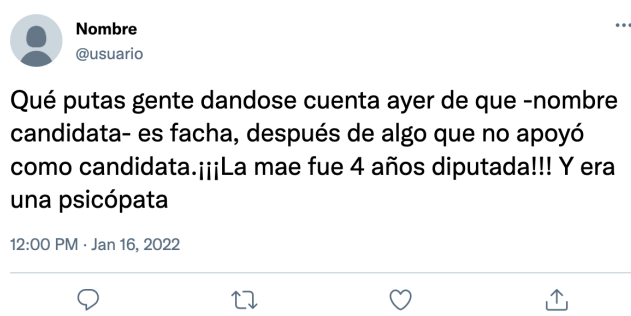 Nombre
@usuario
Qué putas gente dandose cuenta ayer de que -nombre
candidata- es facha, después de algo que no apoyó
como candidata.¡¡¡La mae fue 4 años diputada!!! Y era
una psicópata
12:00 PM · Jan 16, 2022